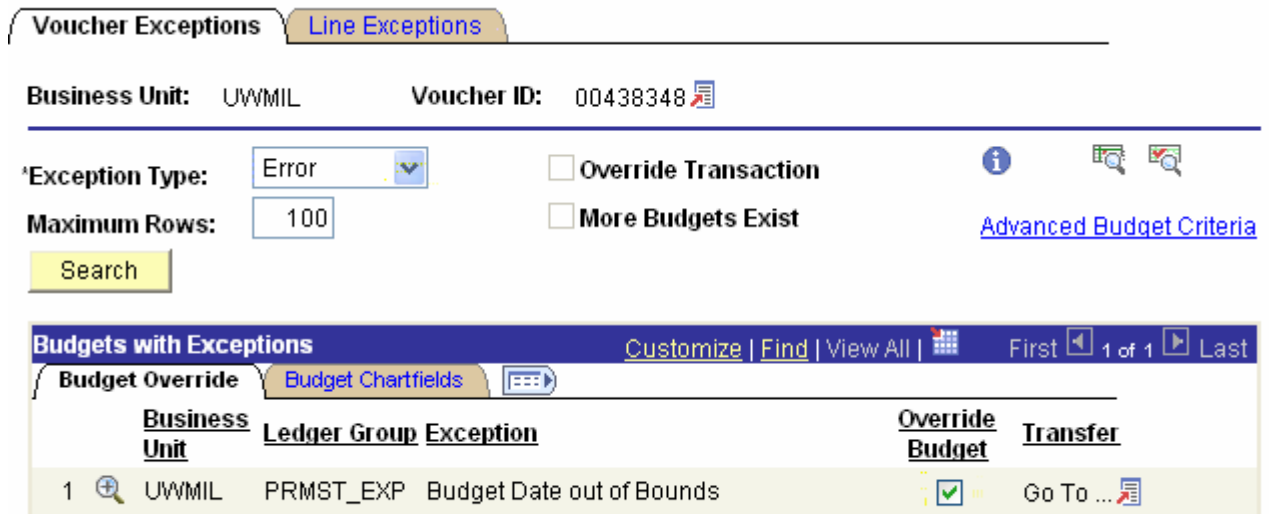 Voucher Exceptions Line Exceptions
Business Unit: UWMIL Voucher ID: 00438348
*Exception Type: Error Override Transaction
Maximum Rows: 100 More Budgets Exist Advanced Budget Criteria
Search
Budgets with Exceptions Customize | Find | View All | First 1 of 1 Last
Budget Override Budget Chartfields
Business Unit Ledger Group Exception Override Budget Transfer
1 UWMIL PRMST_EXP Budget Date out of Bounds Go To ...